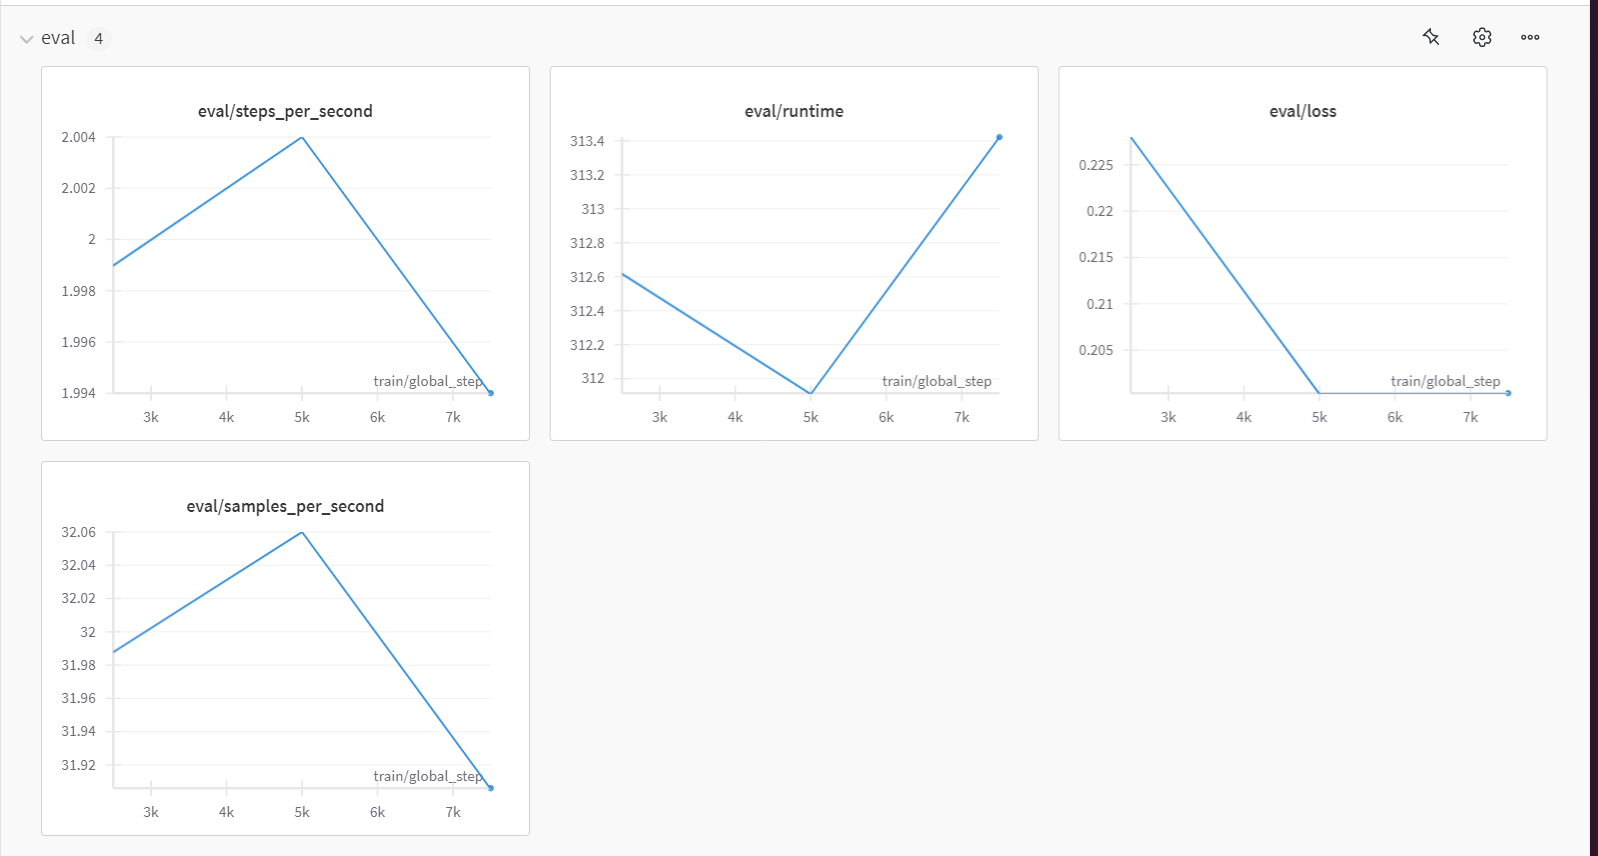 eval 4
eval/steps_per_second
2.004
2.002
2
1.998
1.996
1.994
train/global_step
3k 4k 5k 6k 7k
eval/runtime
313.4
313.2
313
312.8
312.6
312.4
312.2
312
train/global_step
3k 4k 5k 6k 7k
eval/loss
0.225
0.22
0.215
0.21
0.205
train/global_step
3k 4k 5k 6k 7k
eval/samples_per_second
32.06
32.04
32.02
32
31.98
31.96
31.94
31.92
train/global_step
3k 4k 5k 6k 7k